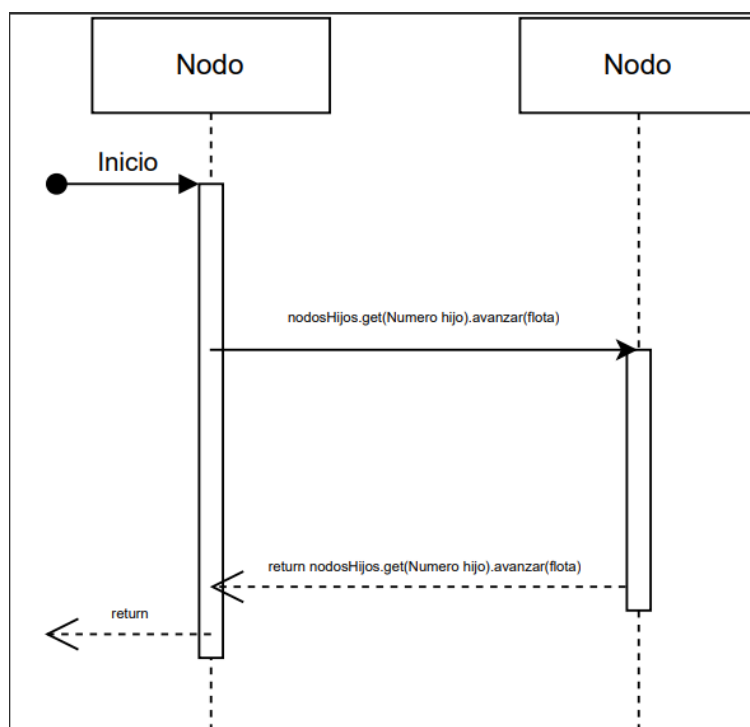 Nodo
Nodo
Inicio
nodosHijos.get(Numero hijo).avanzar(flota)
return nodosHijos.get(Numero hijo).avanzar(flota)
return